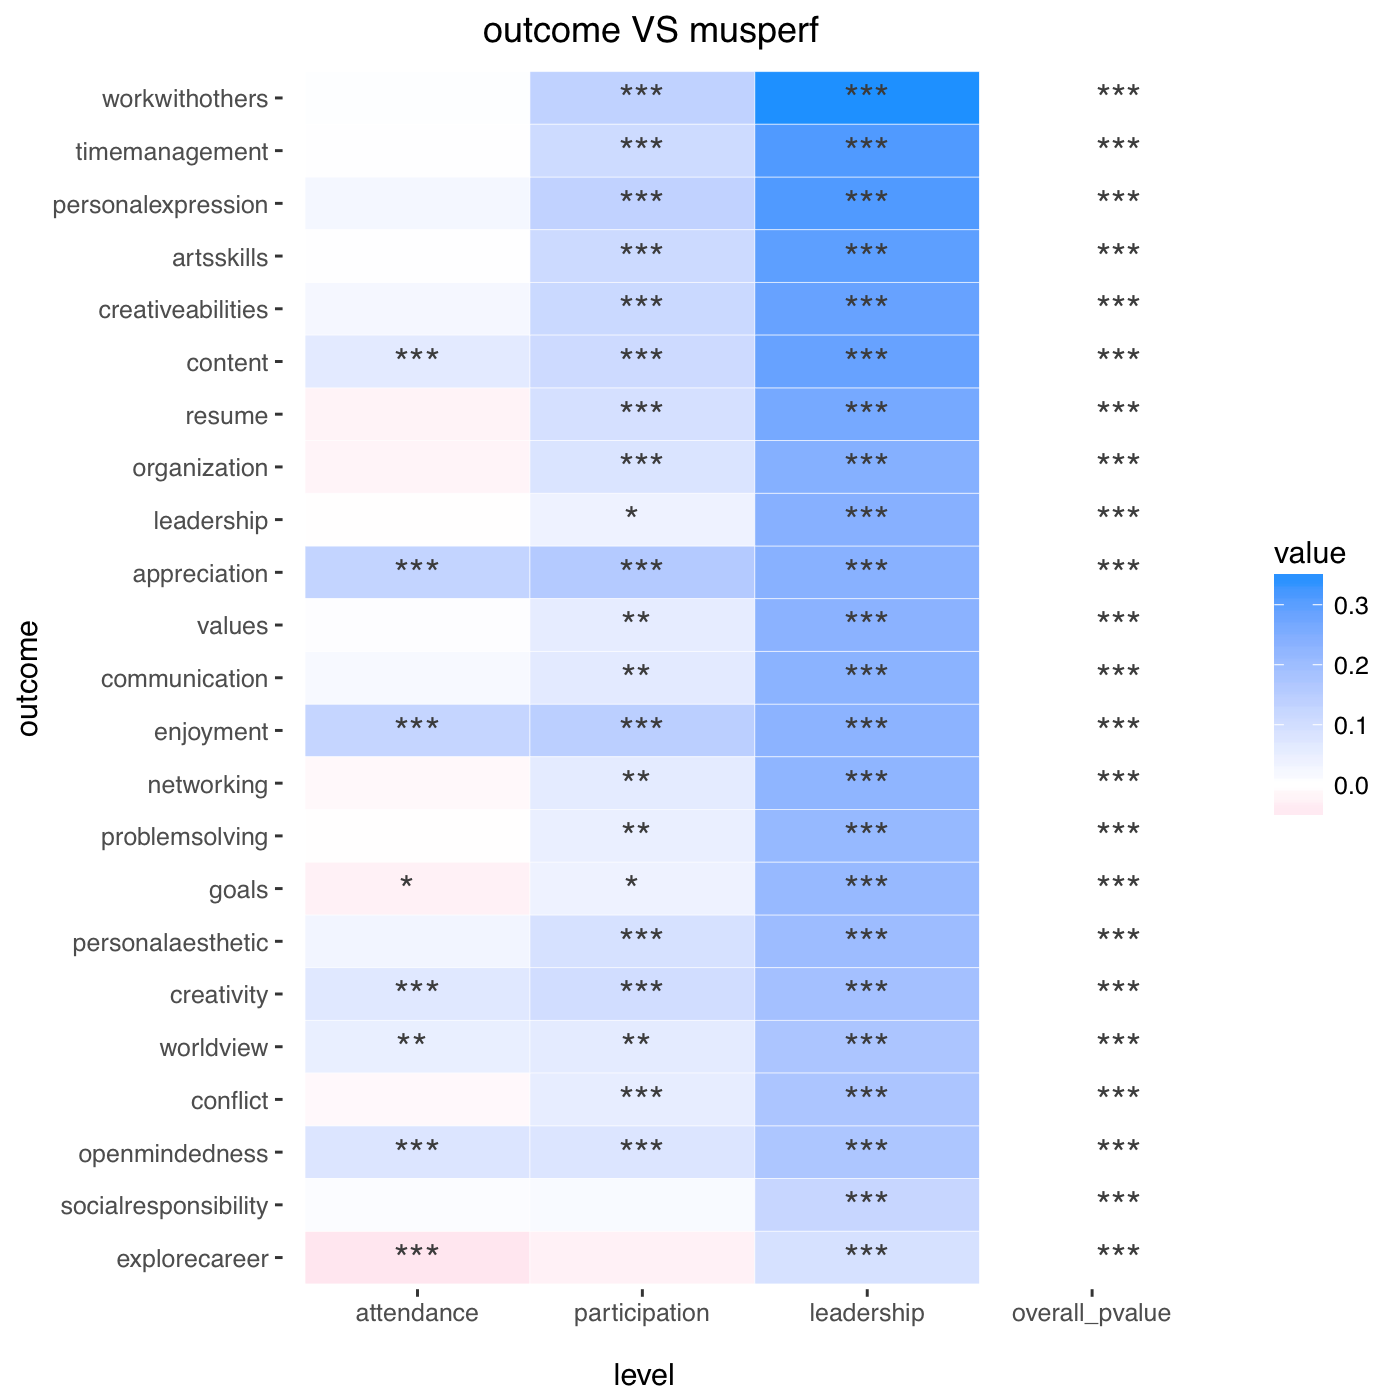 outcome VS musperf
workwithothers *** *** ***
timemanagement *** *** ***
personalexpression *** *** ***
artsskills *** *** ***
creativeabilities *** *** ***
content *** *** *** ***
resume *** *** ***
organization *** *** ***
leadership * *** ***
appreciation *** *** *** ***
values ** *** ***
communication ** *** ***
enjoyment *** *** *** ***
networking ** *** ***
problemsolving ** *** ***
goals * * *** ***
personalaesthetic *** *** ***
creativity *** *** *** ***
worldview ** ** *** ***
conflict *** *** ***
openmindedness *** *** *** ***
socialresponsibility *** ***
explorecareer *** *** ***
attendance participation leadership overall_pvalue
level
outcome
value
0.3
0.2
0.1
0.0